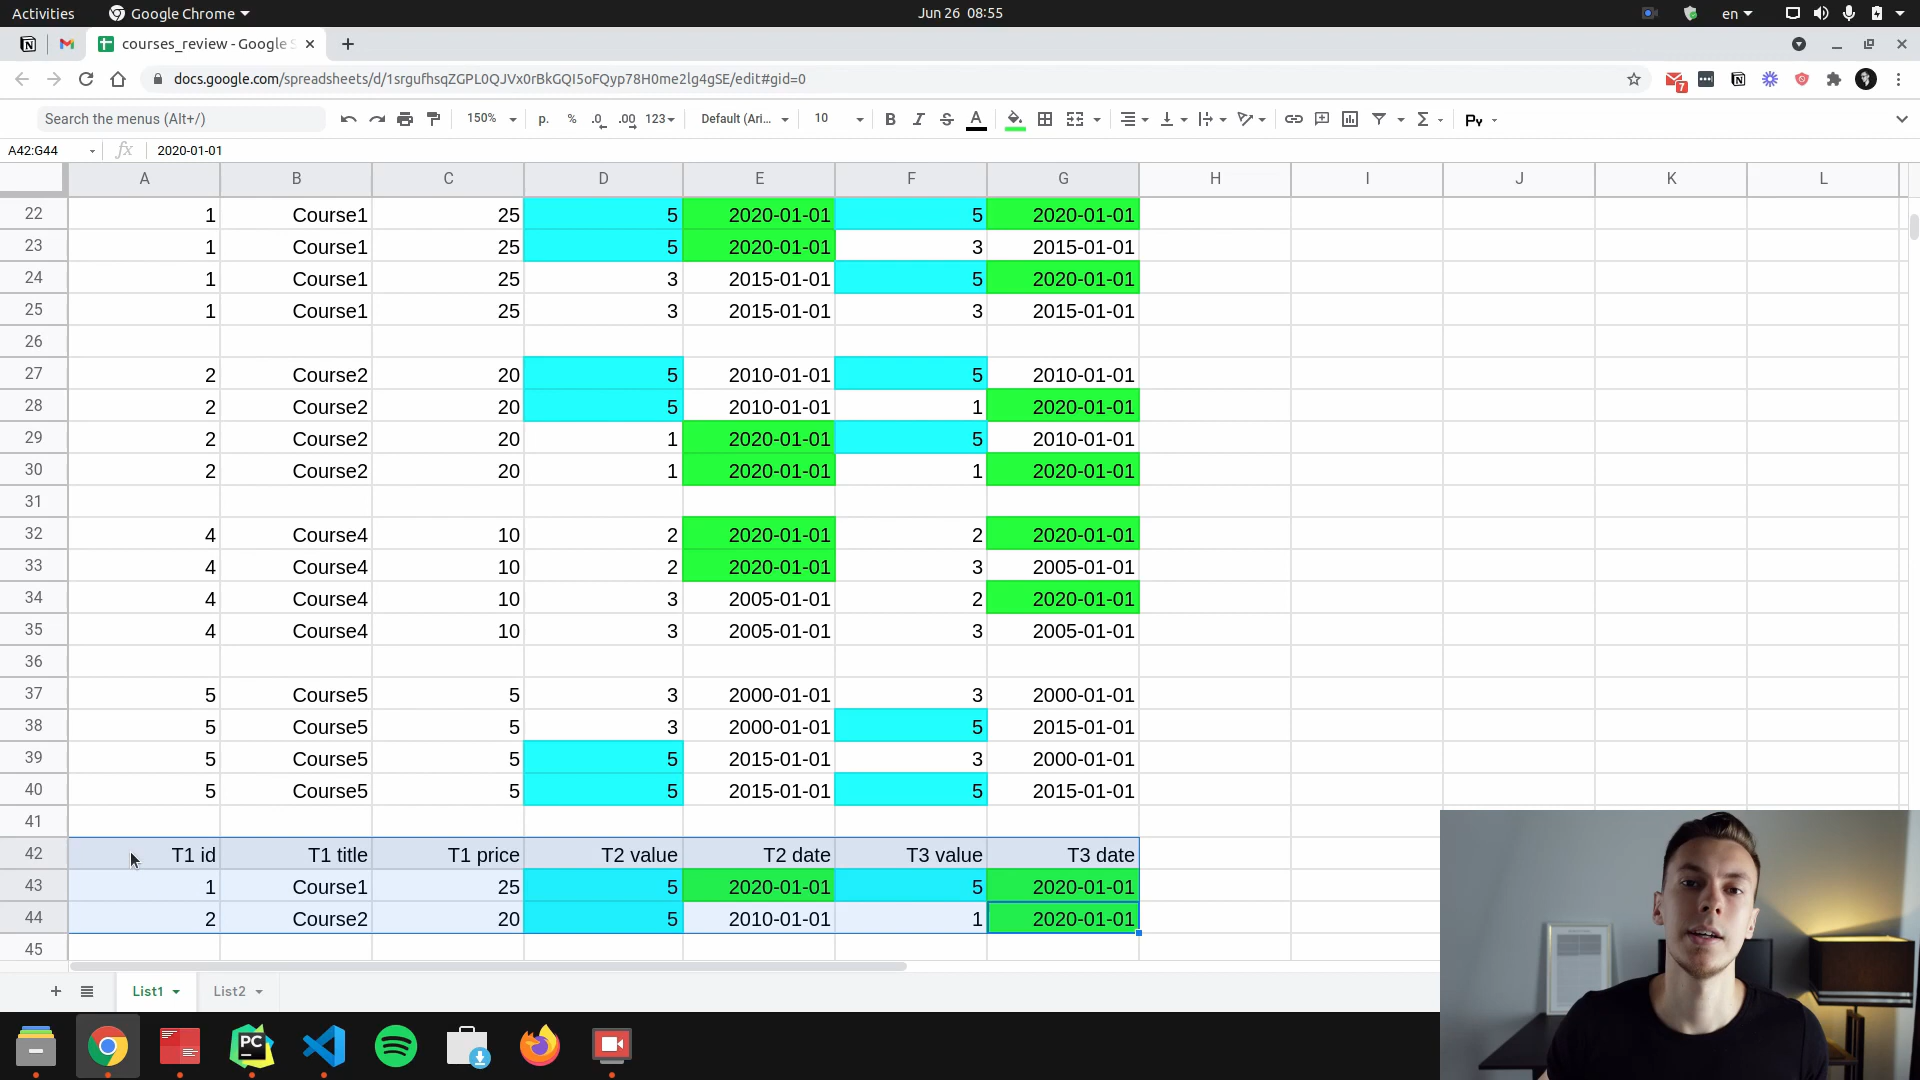 Activities Google Chrome Jun 26 08:55 en
courses_review - Google S
docs.google.com/spreadsheets/d/1srgufhsqZGPL0QJVx0rBkGQI5oFQyp78H0me2lg4gSE/edit#gid=0 7
Search the menus (Alt+/) 150% р. % .0 .00 123 Default (Ari... 10 B I S A Σ Py
A42:G44 fx 2020-01-01
A B C D E F G H I J K L
22 1 Course1 25 5 2020-01-01 5 2020-01-01
23 1 Course1 25 5 2020-01-01 3 2015-01-01
24 1 Course1 25 3 2015-01-01 5 2020-01-01
25 1 Course1 25 3 2015-01-01 3 2015-01-01
26
27 2 Course2 20 5 2010-01-01 5 2010-01-01
28 2 Course2 20 5 2010-01-01 1 2020-01-01
29 2 Course2 20 1 2020-01-01 5 2010-01-01
30 2 Course2 20 1 2020-01-01 1 2020-01-01
31
32 4 Course4 10 2 2020-01-01 2 2020-01-01
33 4 Course4 10 2 2020-01-01 3 2005-01-01
34 4 Course4 10 3 2005-01-01 2 2020-01-01
35 4 Course4 10 3 2005-01-01 3 2005-01-01
36
37 5 Course5 5 3 2000-01-01 3 2000-01-01
38 5 Course5 5 3 2000-01-01 5 2015-01-01
39 5 Course5 5 5 2015-01-01 3 2000-01-01
40 5 Course5 5 5 2015-01-01 5 2015-01-01
41
42 T1 id T1 title T1 price T2 value T2 date T3 value T3 date
43 1 Course1 25 5 2020-01-01 5 2020-01-01
44 2 Course2 20 5 2010-01-01 1 2020-01-01
45
List1 List2
PC